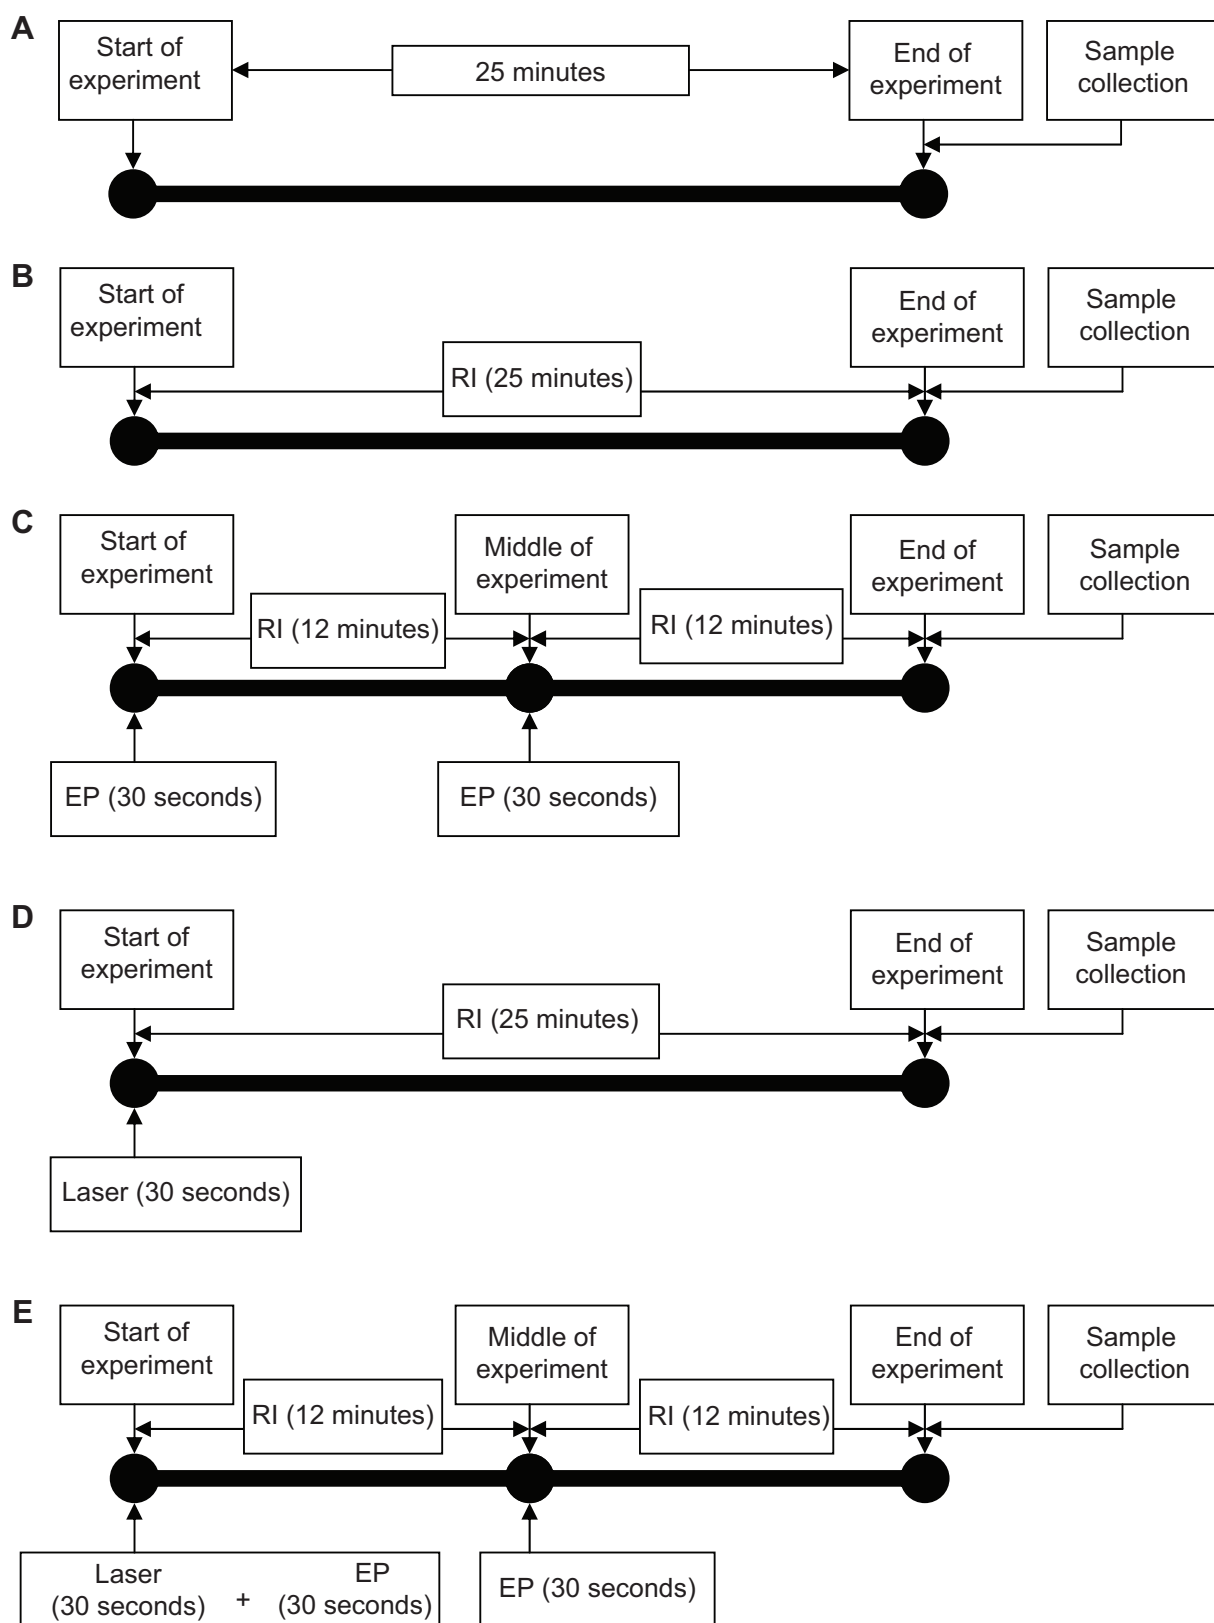 A
Start of
experiment
25 minutes
End of
experiment
Sample
collection
B
Start of
experiment
RI (25 minutes)
End of
experiment
Sample
collection
C
Start of
experiment
RI (12 minutes)
Middle of
experiment
RI (12 minutes)
End of
experiment
Sample
collection
EP (30 seconds)
EP (30 seconds)
D
Start of
experiment
RI (25 minutes)
End of
experiment
Sample
collection
Laser (30 seconds)
E
Start of
experiment
RI (12 minutes)
Middle of
experiment
RI (12 minutes)
End of
experiment
Sample
collection
Laser
(30 seconds)
+
EP
(30 seconds)
EP (30 seconds)